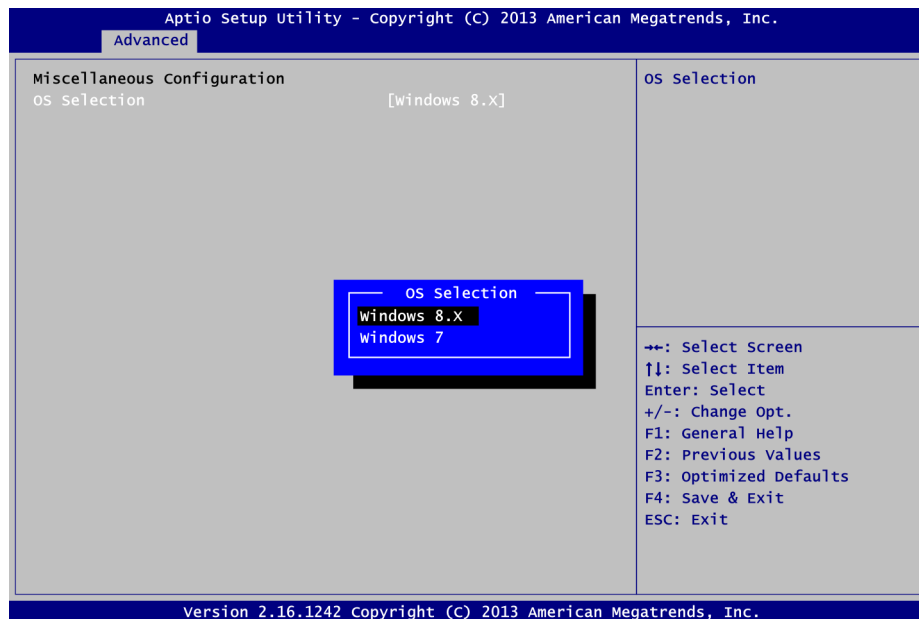 Aptio Setup Utility - Copyright (C) 2013 American Megatrends, Inc.
Advanced
Miscellaneous Configuration
OS Selection [Windows 8.X]
OS Selection
Windows 8.X
Windows 7
OS Selection
→←: Select Screen
↑↓: Select Item
Enter: Select
+/-: Change Opt.
F1: General Help
F2: Previous Values
F3: Optimized Defaults
F4: Save & Exit
ESC: Exit
Version 2.16.1242 Copyright (C) 2013 American Megatrends, Inc.